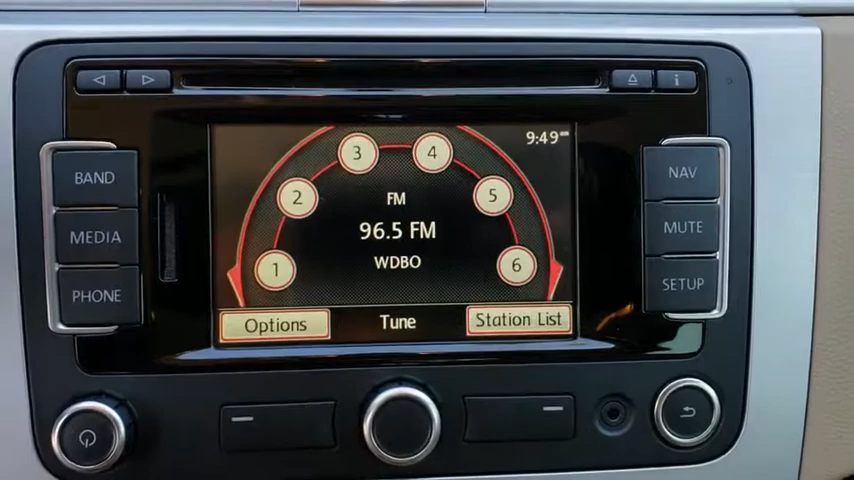 i
9:49 am
3
4
BAND
2
FM
5
NAV
96.5 FM
MEDIA
MUTE
WDBO
1
6
PHONE
SETUP
Options
Tune
Station List